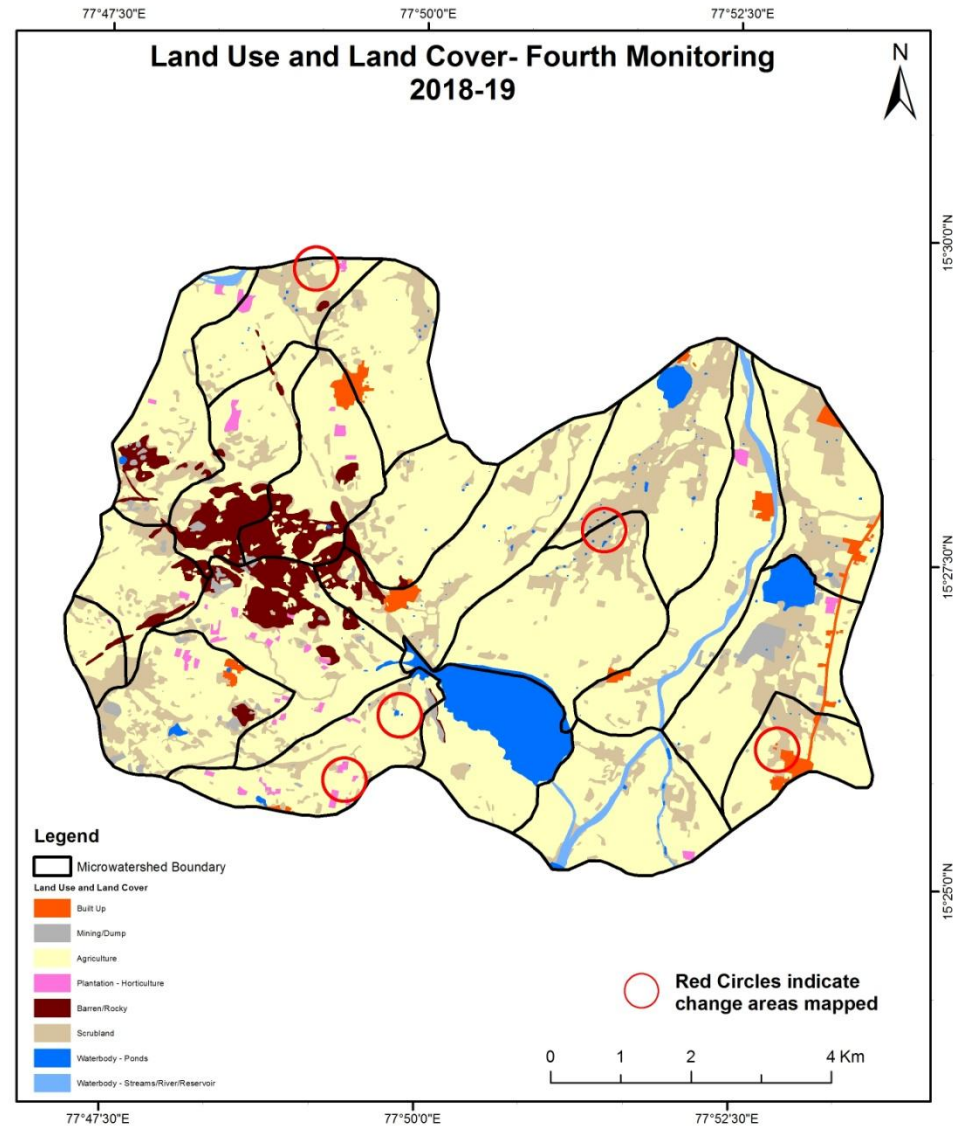 77°47'30"E 77°50'0"E 77°52'30"E
Land Use and Land Cover- Fourth Monitoring
2018-19
N
15°30'0"N
15°27'30"N
15°25'0"N
Legend
Microwatershed Boundary
Land Use and Land Cover
Built Up
Mining/Dump
Agriculture
Plantation - Horticulture
Barren/Rocky
Scrubland
Waterbody - Ponds
Waterbody - Streams/River/Reservoir
Red Circles indicate
change areas mapped
0 1 2 4 Km
77°47'30"E 77°50'0"E 77°52'30"E